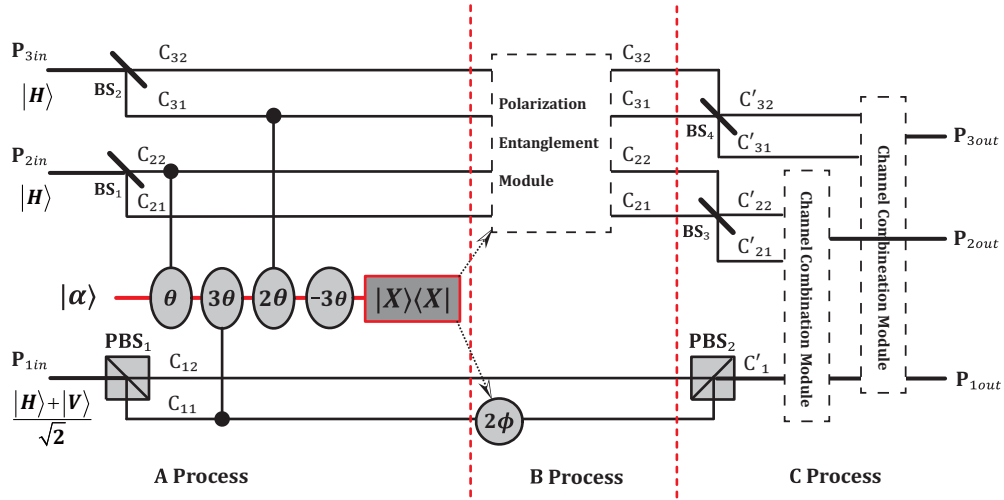 P3in
|H⟩
BS2
C32
C31
P2in
|H⟩
BS1
C22
C21
|α⟩
θ
3θ
2θ
−3θ
|X⟩⟨X|
P1in
|H⟩+|V⟩
√2
PBS1
C12
C11
Polarization
Entanglement
Module
2ϕ
C32
C31
C22
C21
BS4
BS3
PBS2
C′32
C′31
C′22
C′21
C′1
Channel Combination Module
Channel Combineation Module
P3out
P2out
P1out
A Process
B Process
C Process